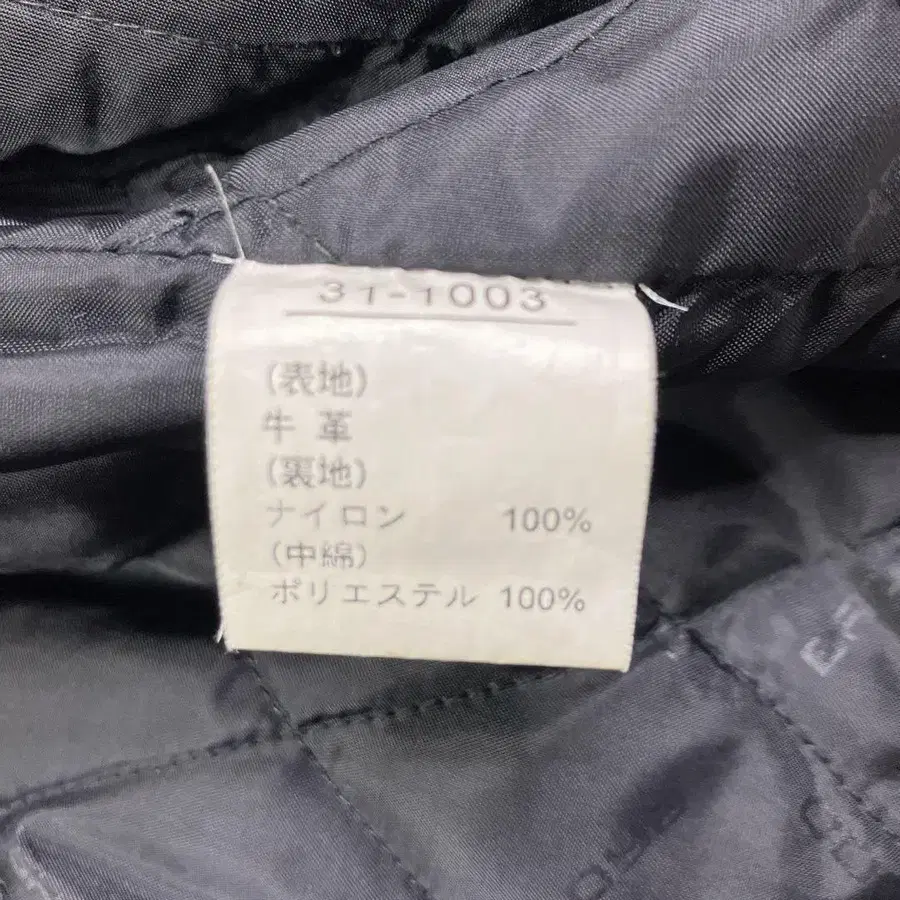 31-1003
(表地)
牛 革
(裏地)
ナイロン 100%
(中綿)
ポリエステル 100%